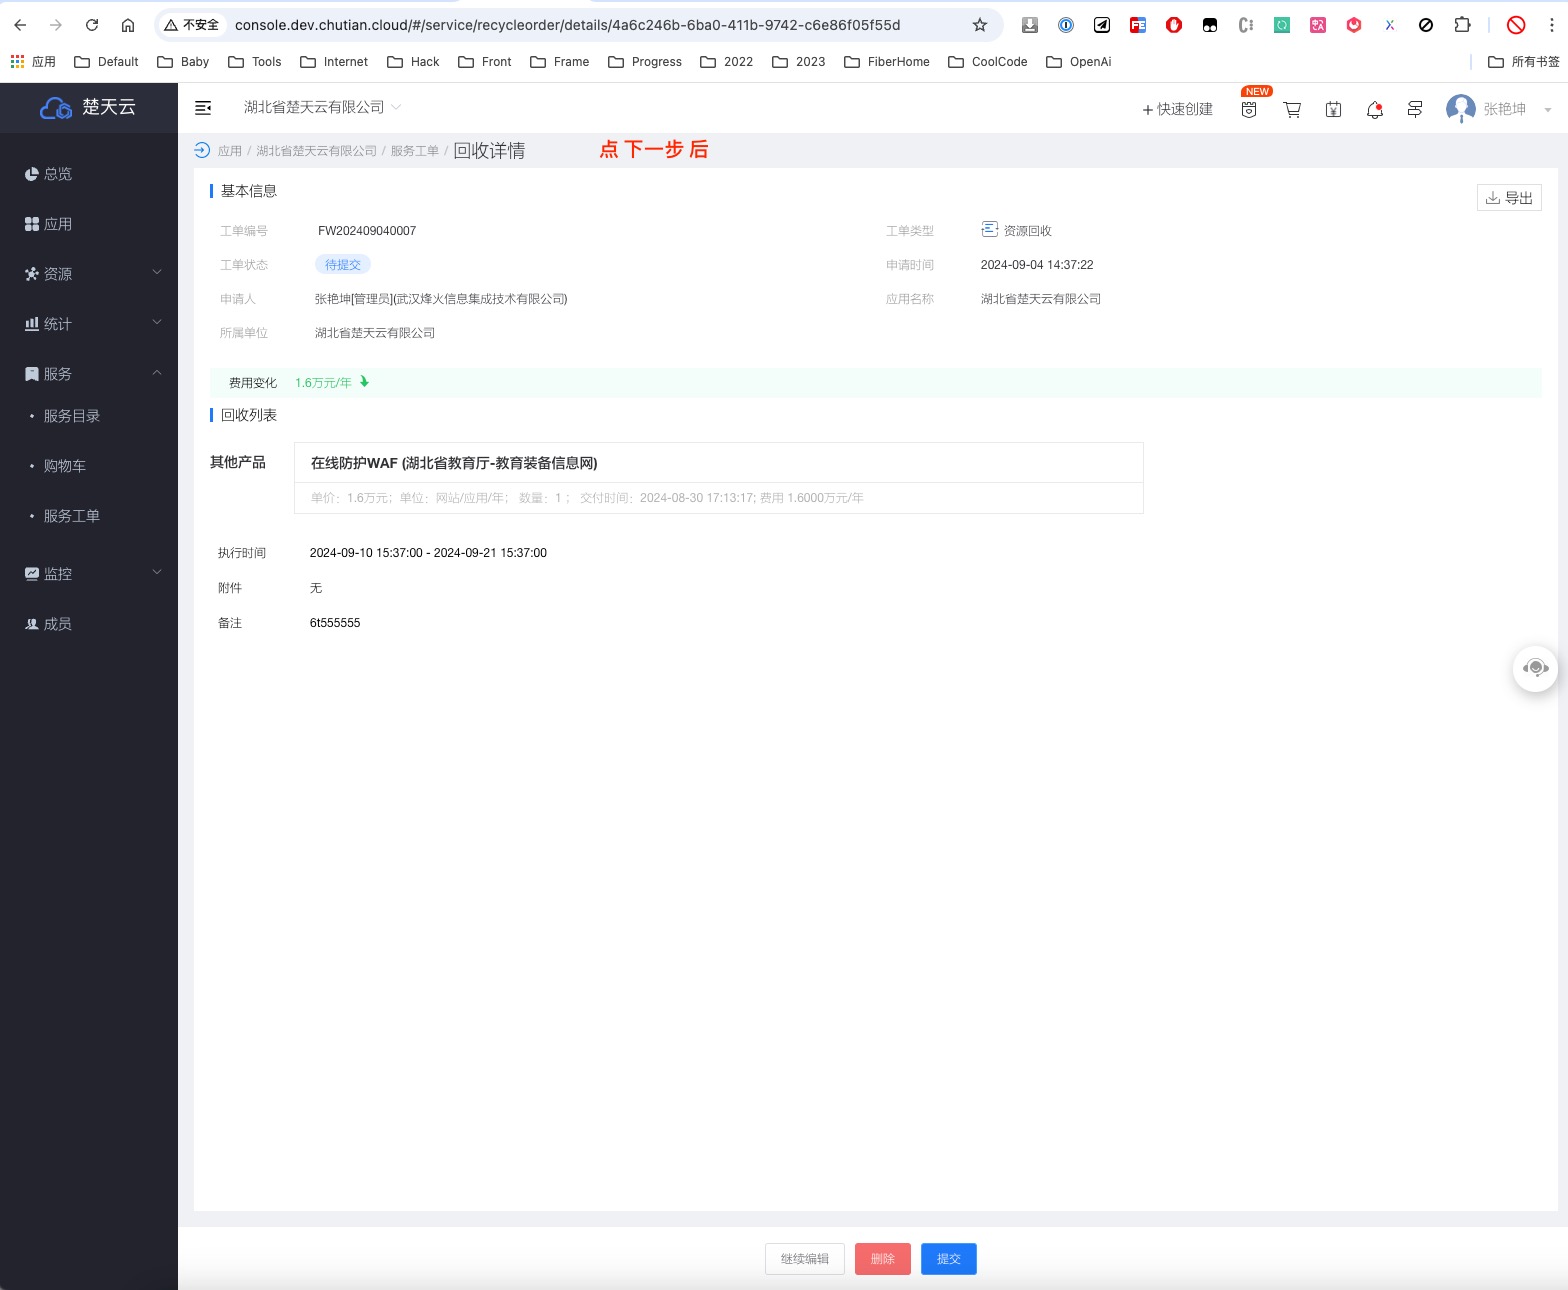 不安全 console.dev.chutian.cloud/#/service/recycleorder/details/4a6c246b-6ba0-411b-9742-c6e86f05f55d
应用 Default Baby Tools Internet Hack Front Frame Progress 2022 2023 FiberHome CoolCode OpenAi 所有书签
楚天云
湖北省楚天云有限公司
+ 快速创建
NEW
张艳坤
总览
应用
资源
统计
服务
服务目录
购物车
服务工单
监控
成员
应用 / 湖北省楚天云有限公司 / 服务工单 / 回收详情
点 下一步 后
基本信息
导出
工单编号 FW202409040007 工单类型 资源回收
工单状态 待提交 申请时间 2024-09-04 14:37:22
申请人 张艳坤[管理员](武汉烽火信息集成技术有限公司) 应用名称 湖北省楚天云有限公司
所属单位 湖北省楚天云有限公司
费用变化 1.6万元/年
回收列表
其他产品 在线防护WAF (湖北省教育厅-教育装备信息网)
单价：1.6万元；单位：网站/应用/年； 数量：1； 交付时间：2024-08-30 17:13:17; 费用 1.6000万元/年
执行时间 2024-09-10 15:37:00 - 2024-09-21 15:37:00
附件 无
备注 6t555555
继续编辑 删除 提交